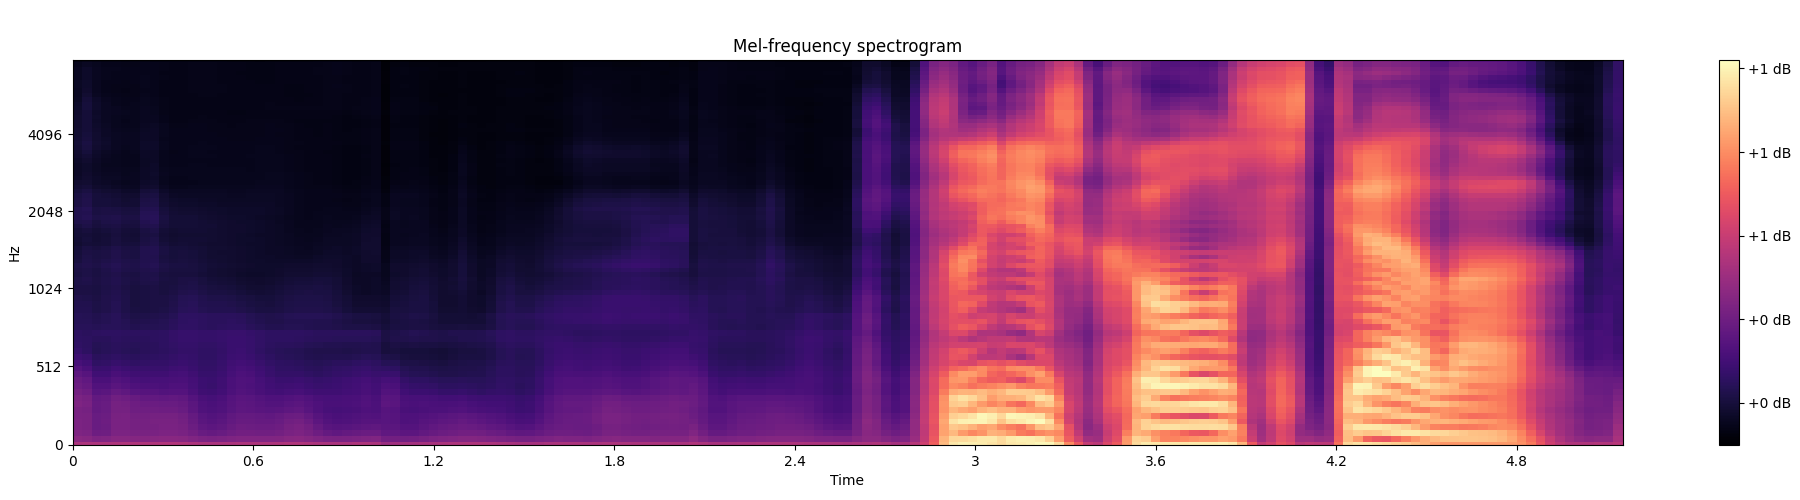 Mel-frequency spectrogram
Hz
4096
2048
1024
512
0
0 0.6 1.2 1.8 2.4 3 3.6 4.2 4.8
Time
+1 dB
+1 dB
+1 dB
+0 dB
+0 dB